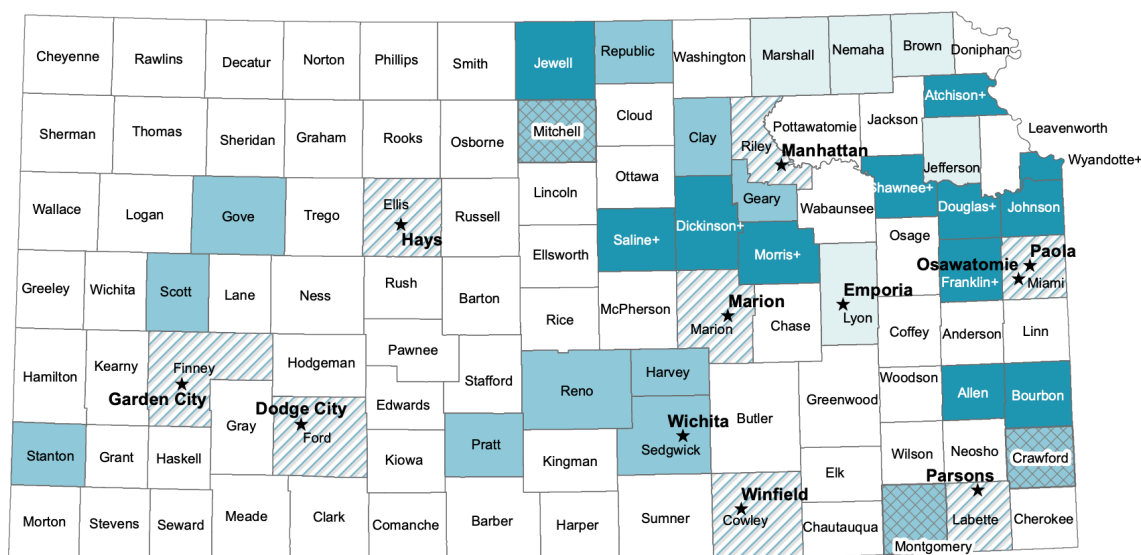 Cheyenne
Rawlins
Decatur
Norton
Phillips
Smith
Jewell
Republic
Washington
Marshall
Nemaha
Brown
Doniphan
Atchison+
Sherman
Thomas
Sheridan
Graham
Rooks
Osborne
Mitchell
Cloud
Clay
Riley
Pottawatomie
Jackson
Leavenworth
Manhattan
Jefferson
Wyandotte+
Wallace
Logan
Gove
Trego
Ellis
Hays
Russell
Lincoln
Ottawa
Geary
Wabaunsee
Shawnee+
Douglas+
Johnson
Saline+
Dickinson+
Morris+
Osage
Ellsworth
Paola
Osawatomie
Franklin+
Miami
Greeley
Wichita
Scott
Lane
Ness
Rush
Barton
Rice
McPherson
Marion
Marion
Chase
Emporia
Lyon
Coffey
Anderson
Linn
Hamilton
Kearny
Finney
Garden City
Hodgeman
Pawnee
Stafford
Edwards
Reno
Harvey
Woodson
Allen
Bourbon
Dodge City
Ford
Gray
Wichita
Sedgwick
Butler
Greenwood
Stanton
Grant
Haskell
Kiowa
Pratt
Kingman
Elk
Wilson
Neosho
Crawford
Parsons
Winfield
Cowley
Morton
Stevens
Seward
Meade
Clark
Comanche
Barber
Harper
Sumner
Chautauqua
Montgomery
Labette
Cherokee